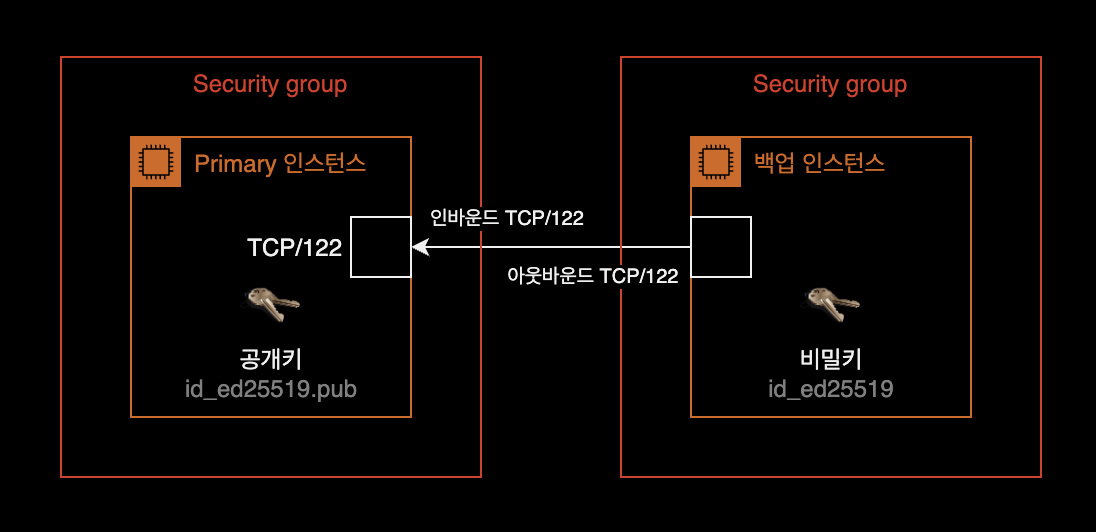 Security group
Primary 인스턴스
TCP/122
공개키
id_ed25519.pub
인바운드 TCP/122
아웃바운드 TCP/122
Security group
백업 인스턴스
비밀키
id_ed25519